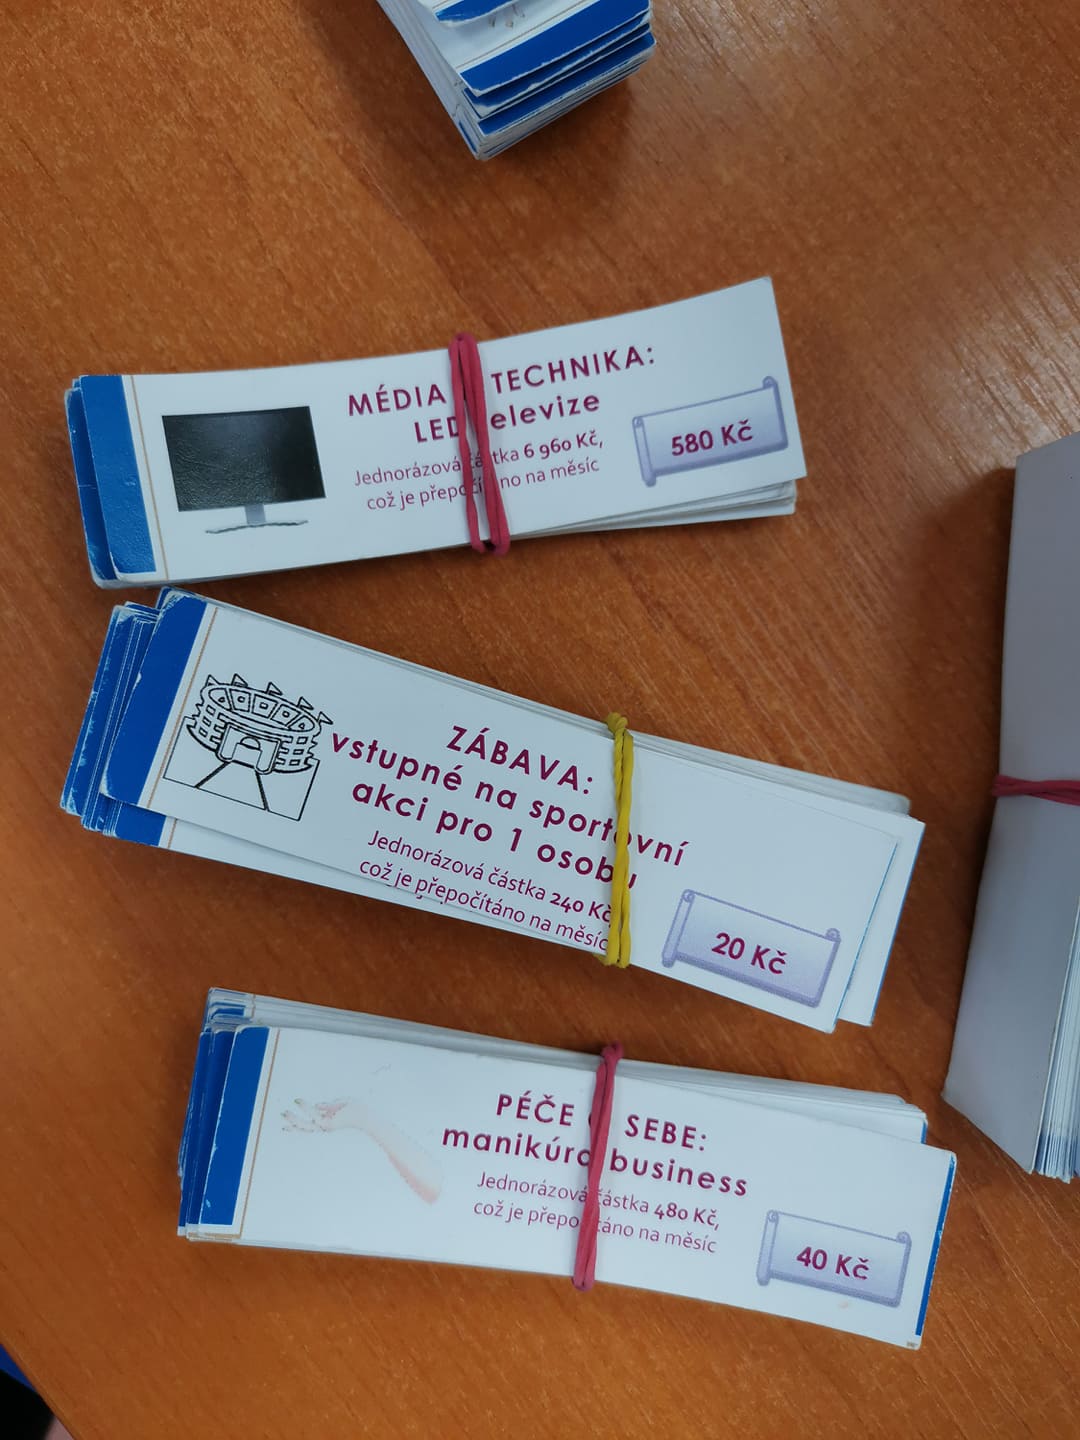 MÉDIA TECHNIKA:
LED televize
Jednorázová částka 6 960 Kč,
což je přepočítáno na měsíc
580 Kč
ZÁBAVA:
vstupné na sportovní
akci pro 1 osobu
Jednorázová částka 240 Kč,
což je přepočítáno na měsíc
20 Kč
PÉČE O SEBE:
manikúra business
Jednorázová částka 480 Kč,
což je přepočítáno na měsíc
40 Kč